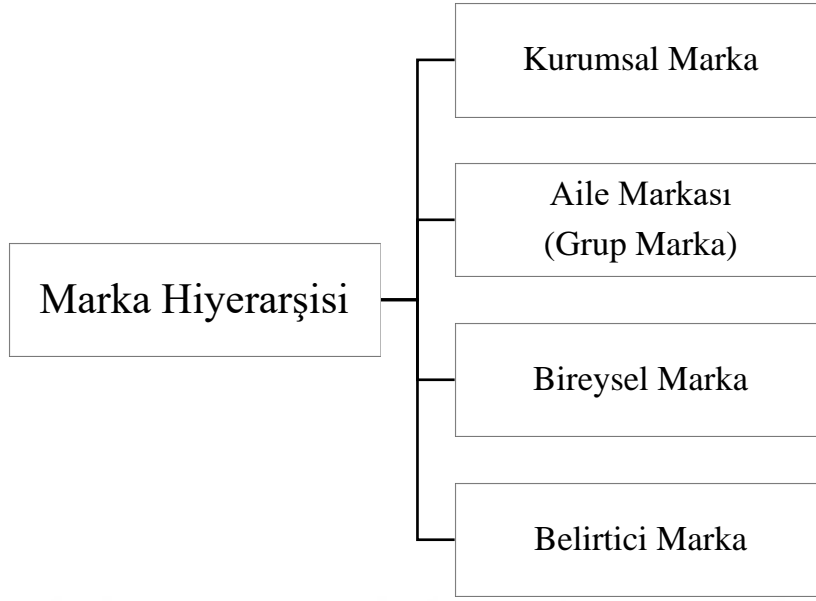 Marka Hiyerarşisi
Kurumsal Marka
Aile Markası
(Grup Marka)
Bireysel Marka
Belirtici Marka